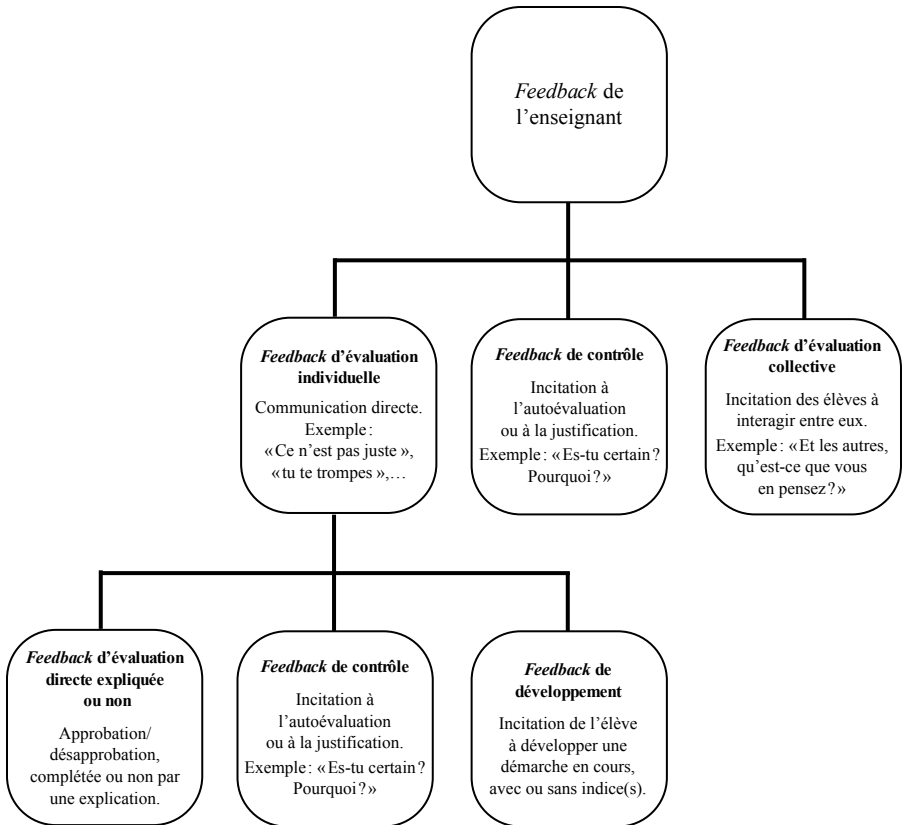 Feedback de
l’enseignant
Feedback d’évaluation
individuelle
Communication directe.
Exemple :
« Ce n’est pas juste »,
« tu te trompes »,…
Feedback de contrôle
Incitation à
l’autoévaluation
ou à la justification.
Exemple : « Es-tu certain ?
Pourquoi ? »
Feedback d’évaluation
collective
Incitation des élèves à
interagir entre eux.
Exemple : « Et les autres,
qu’est-ce que vous
en pensez ? »
Feedback d’évaluation
directe expliquée
ou non
Approbation/
désapprobation,
complétée ou non par
une explication.
Feedback de contrôle
Incitation à
l’autoévaluation
ou à la justification.
Exemple : « Es-tu certain ?
Pourquoi ? »
Feedback de
développement
Incitation de l’élève
à développer une
démarche en cours,
avec ou sans indice(s).